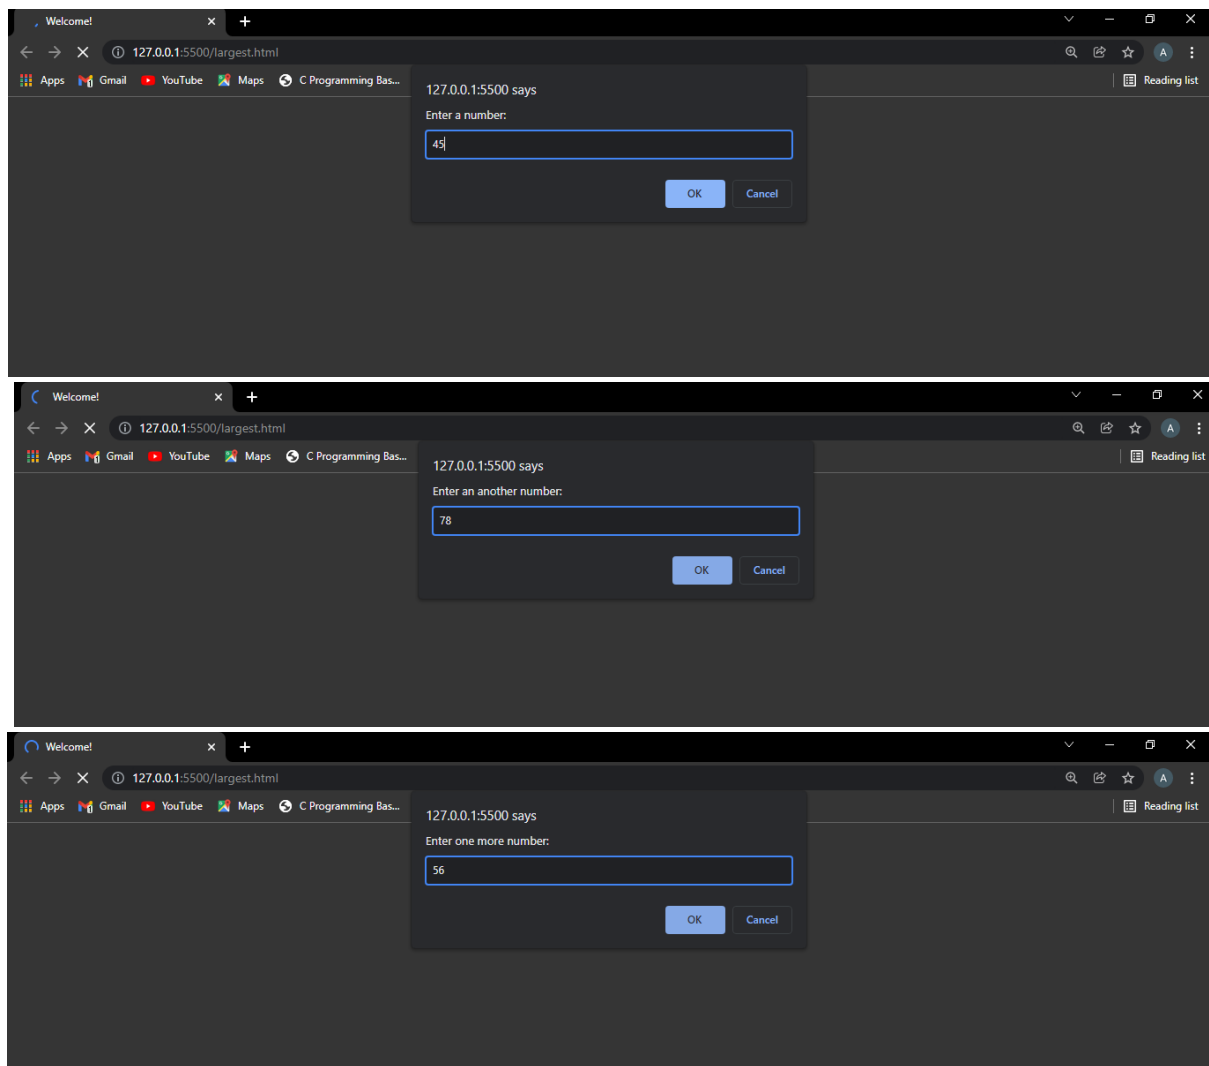 Welcome!
127.0.0.1:5500/largest.html
A
Apps Gmail YouTube Maps C Programming Bas... Reading list
127.0.0.1:5500 says
Enter a number:
45
OK Cancel
Welcome!
127.0.0.1:5500/largest.html
A
Apps Gmail YouTube Maps C Programming Bas... Reading list
127.0.0.1:5500 says
Enter an another number:
78
OK Cancel
Welcome!
127.0.0.1:5500/largest.html
A
Apps Gmail YouTube Maps C Programming Bas... Reading list
127.0.0.1:5500 says
Enter one more number:
56
OK Cancel